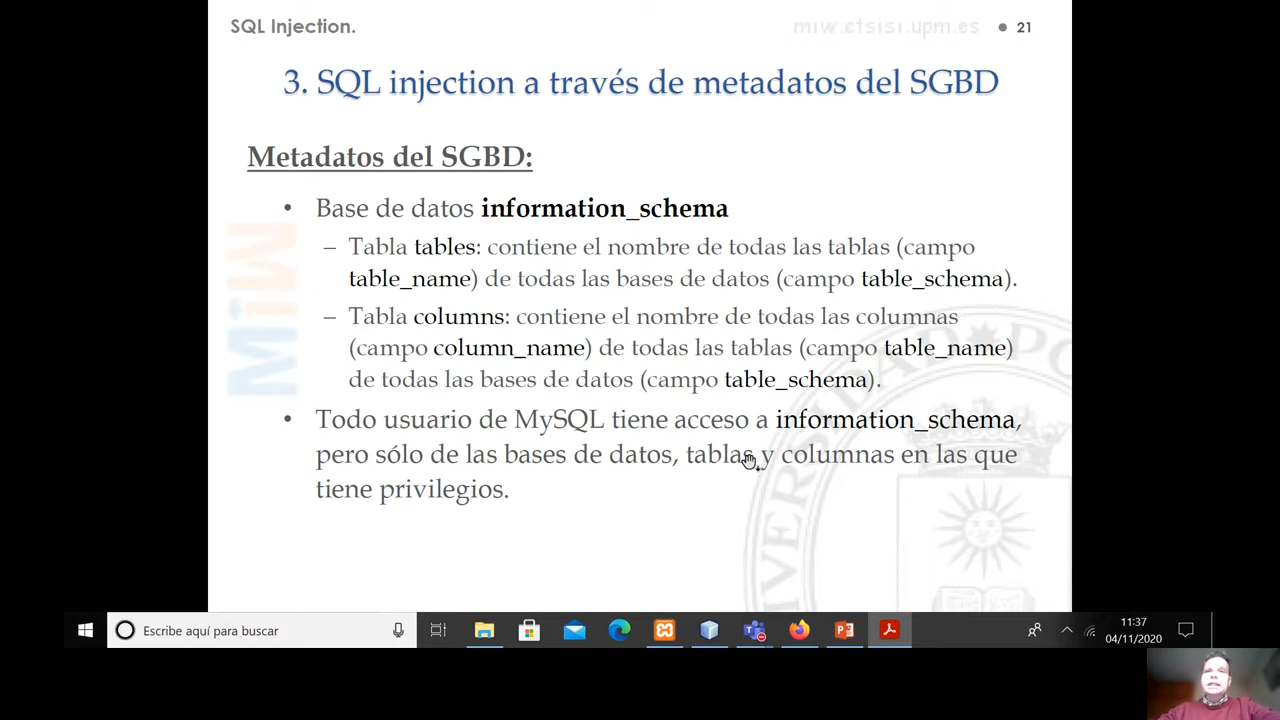 SQL Injection.
miw.etsisi.upm.es
21
3. SQL injection a través de metadatos del SGBD
Metadatos del SGBD:
• Base de datos information_schema
– Tabla tables: contiene el nombre de todas las tablas (campo
table_name) de todas las bases de datos (campo table_schema).
– Tabla columns: contiene el nombre de todas las columnas
(campo column_name) de todas las tablas (campo table_name)
de todas las bases de datos (campo table_schema).
• Todo usuario de MySQL tiene acceso a information_schema,
pero sólo de las bases de datos, tablas y columnas en las que
tiene privilegios.
MiW
UNIVERSIDAD PO
Escribe aquí para buscar
11:37
04/11/2020